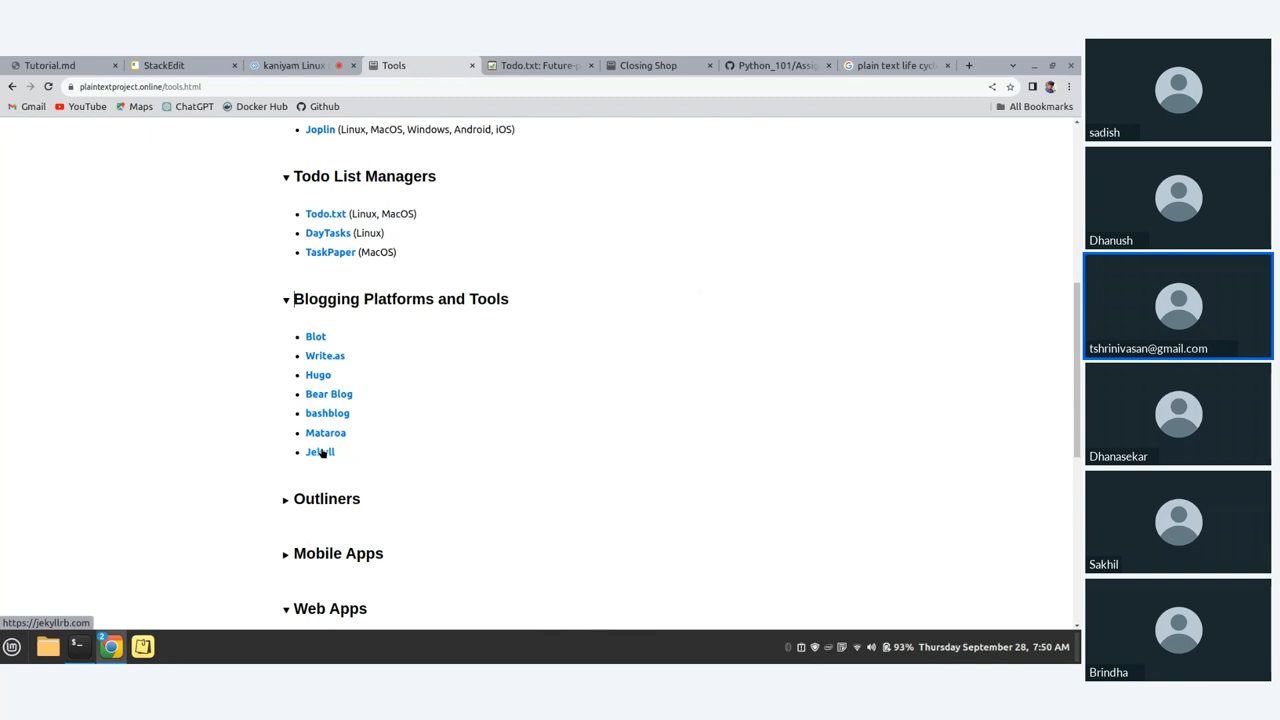 Tutorial.md
StackEdit
kaniyam Linux
Tools
Todo.txt: Future-p
Closing Shop
Python_101/Assig
plain text life cycl
plaintextproject.online/tools.html
Gmail
YouTube
Maps
ChatGPT
Docker Hub
Github
All Bookmarks
Joplin (Linux, MacOS, Windows, Android, iOS)
Todo List Managers
Todo.txt (Linux, MacOS)
DayTasks (Linux)
TaskPaper (MacOS)
Blogging Platforms and Tools
Blot
Write.as
Hugo
Bear Blog
bashblog
Mataroa
Jekyll
Outliners
Mobile Apps
Web Apps
https://jekyllrb.com
2
93% Thursday September 28, 7:50 AM
sadish
Dhanush
tshrinivasan@gmail.com
Dhanasekar
Sakhil
Brindha